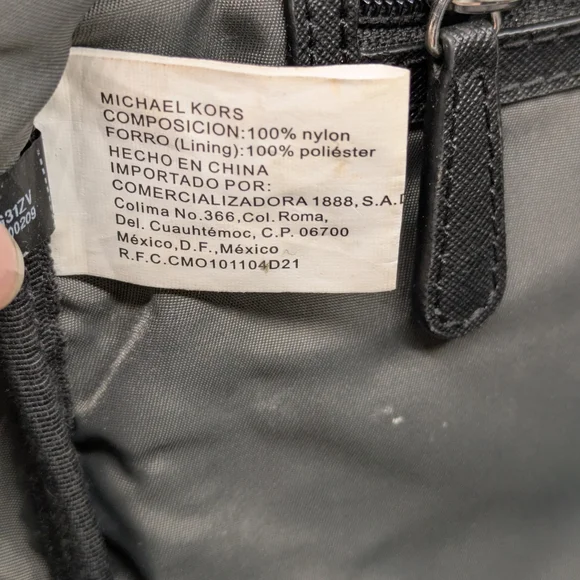 MICHAEL KORS
COMPOSICION:100% nylon
FORRO (Lining):100% poliéster
HECHO EN CHINA
IMPORTADO POR:
COMERCIALIZADORA 1888,S.A.
Colima No.366,Col. Roma,
Del. Cuauhtémoc, C.P. 06700
México,D.F.,México
R.F.C.CMO101104D21